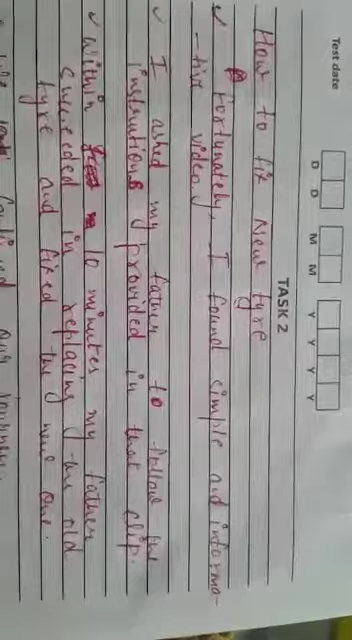 Test date
D D M M Y Y Y Y
TASK 2
How to fix New tyre
✓ Fortunately, I found simple and informa-
-tive video.
✓ I asked my father to follow the
instructions provided in that clip.
✓ Within 10 minutes my father
succeeded in replacing the old
tyre and fixed the new one.
our journey.